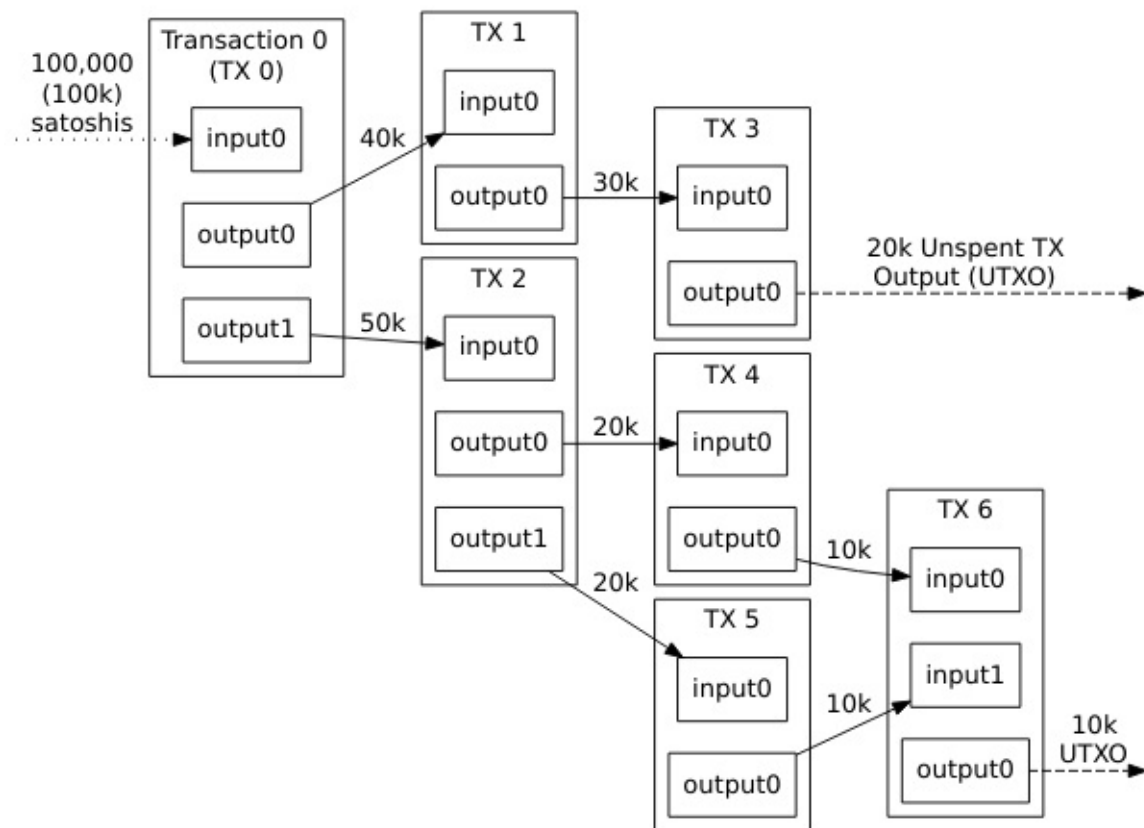 100,000
(100k)
satoshis
Transaction 0
(TX 0)
input0
output0
output1
40k
50k
TX 1
input0
output0
30k
TX 2
input0
output0
output1
20k
20k
TX 3
input0
output0
20k Unspent TX
Output (UTXO)
TX 4
input0
output0
10k
TX 5
input0
output0
10k
TX 6
input0
input1
output0
10k
UTXO